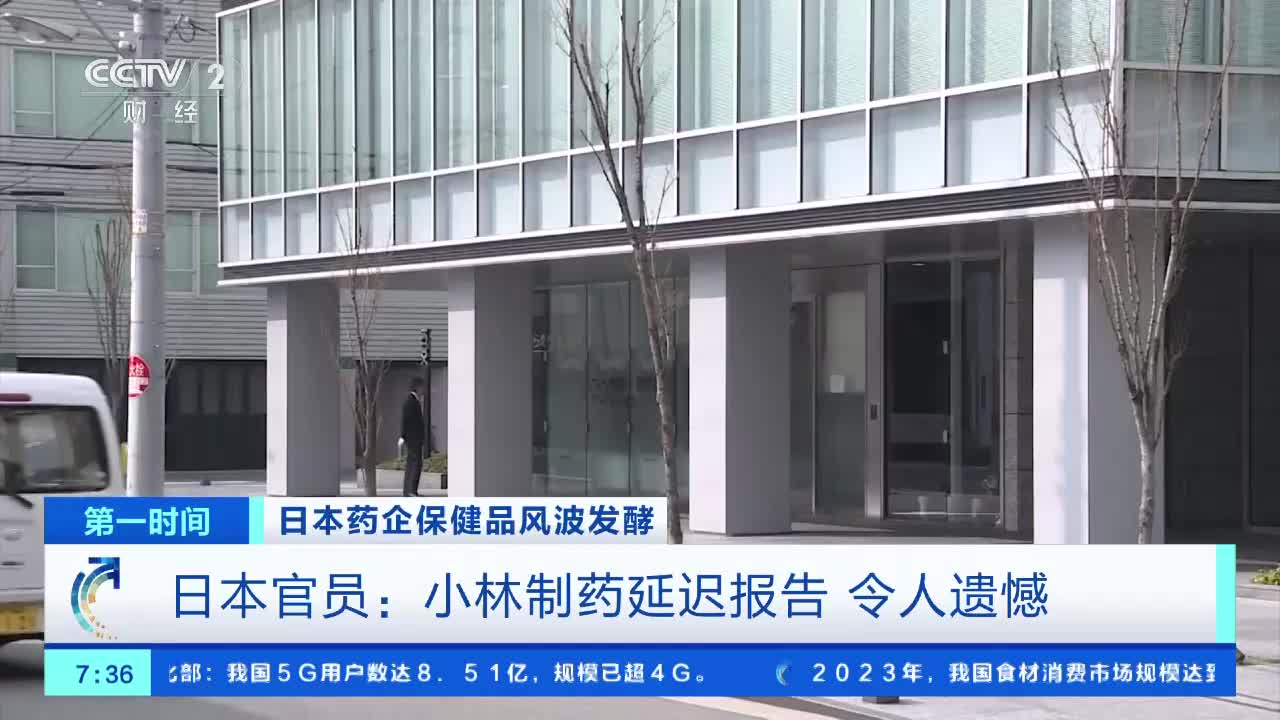 CCTV 2
财经
第一时间
日本药企保健品风波发酵
日本官员：小林制药延迟报告 令人遗憾
7:36
部：我国5G用户数达8．51亿，规模已超4G。
2023年，我国食材消费市场规模达到